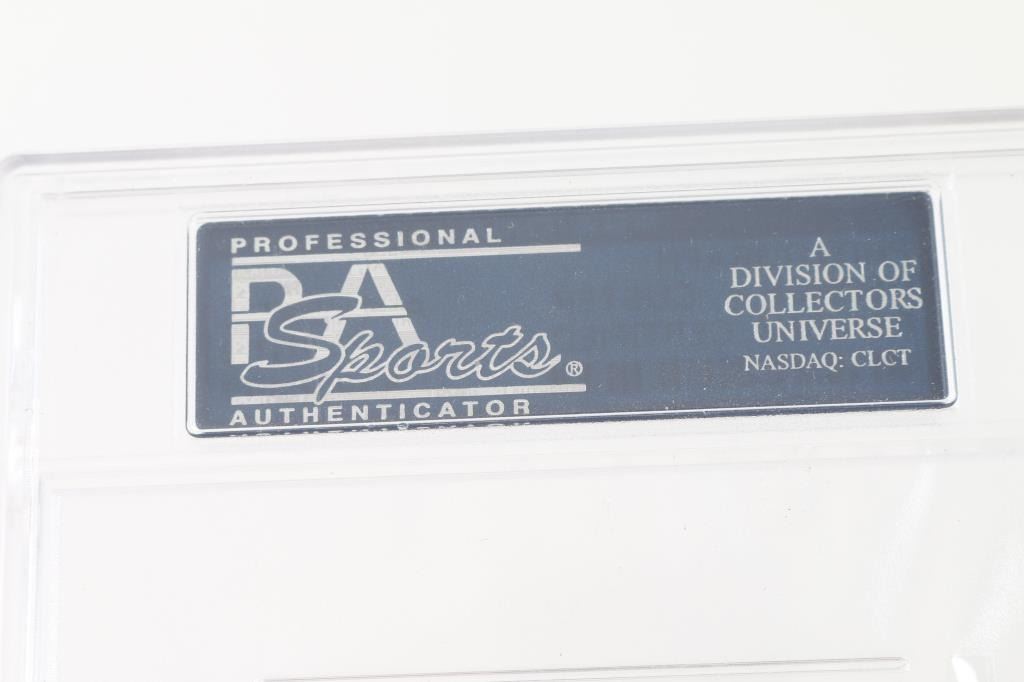 PROFESSIONAL
PSA
Sports®
AUTHENTICATOR
A
DIVISION OF
COLLECTORS
UNIVERSE
NASDAQ: CLCT